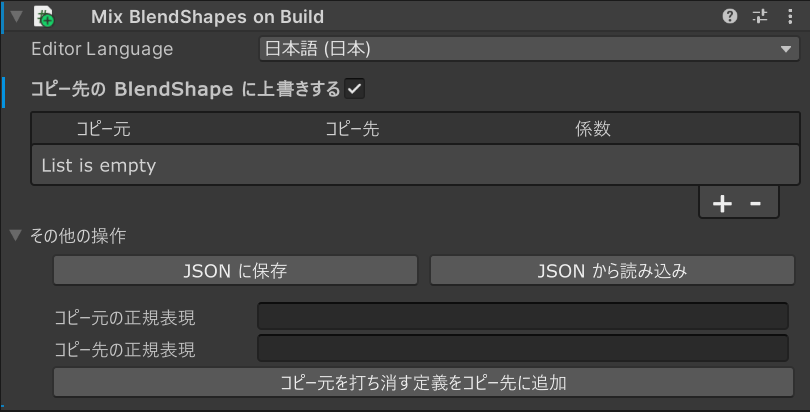 Mix BlendShapes on Build
Editor Language 日本語 (日本)
コピー先の BlendShape に上書きする
コピー元 コピー先 係数
List is empty
+ -
その他の操作
JSON に保存 JSON から読み込み
コピー元の正規表現
コピー先の正規表現
コピー元を打ち消す定義をコピー先に追加